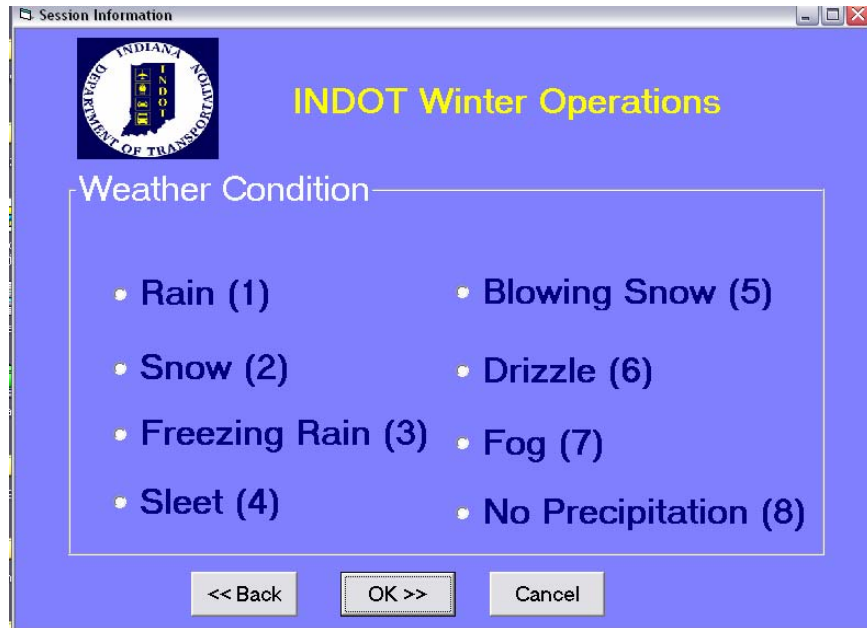 Session Information
INDIANA
DEPARTMENT OF TRANSPORTATION
INDOT
INDOT Winter Operations
Weather Condition
Rain (1)
Snow (2)
Freezing Rain (3)
Sleet (4)
Blowing Snow (5)
Drizzle (6)
Fog (7)
No Precipitation (8)
<< Back
OK >>
Cancel